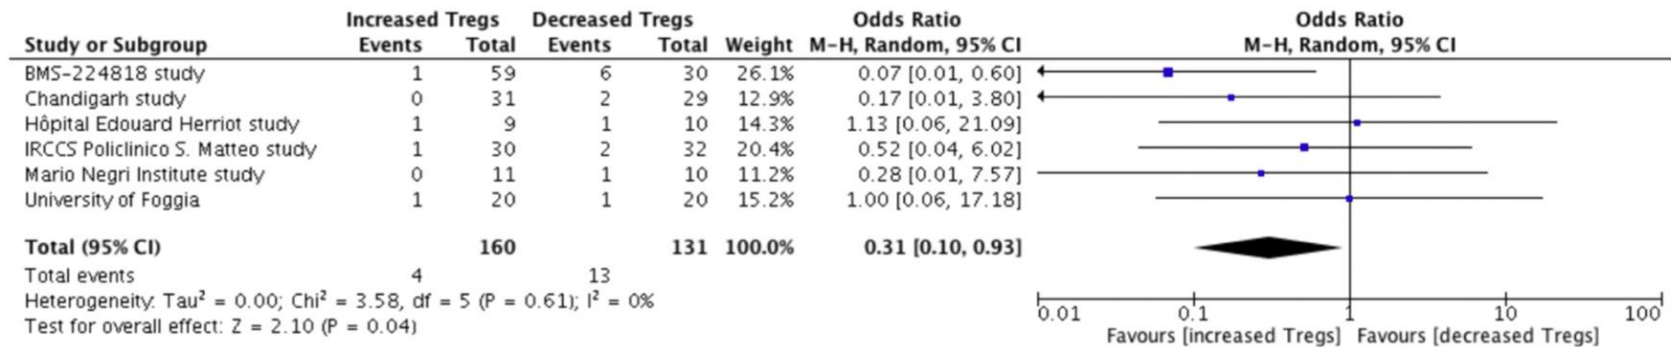 Increased Tregs Decreased Tregs Odds Ratio Odds Ratio
Study or Subgroup Events Total Events Total Weight M-H, Random, 95% CI M-H, Random, 95% CI
BMS-224818 study 1 59 6 30 26.1% 0.07 [0.01, 0.60]
Chandigarh study 0 31 2 29 12.9% 0.17 [0.01, 3.80]
Hôpital Edouard Herriot study 1 9 1 10 14.3% 1.13 [0.06, 21.09]
IRCCS Policlinico S. Matteo study 1 30 2 32 20.4% 0.52 [0.04, 6.02]
Mario Negri Institute study 0 11 1 10 11.2% 0.28 [0.01, 7.57]
University of Foggia 1 20 1 20 15.2% 1.00 [0.06, 17.18]
Total (95% CI) 160 131 100.0% 0.31 [0.10, 0.93]
Total events 4 13
Heterogeneity: Tau² = 0.00; Chi² = 3.58, df = 5 (P = 0.61); I² = 0%
Test for overall effect: Z = 2.10 (P = 0.04)
0.01 0.1 1 10 100
Favours [increased Tregs] Favours [decreased Tregs]